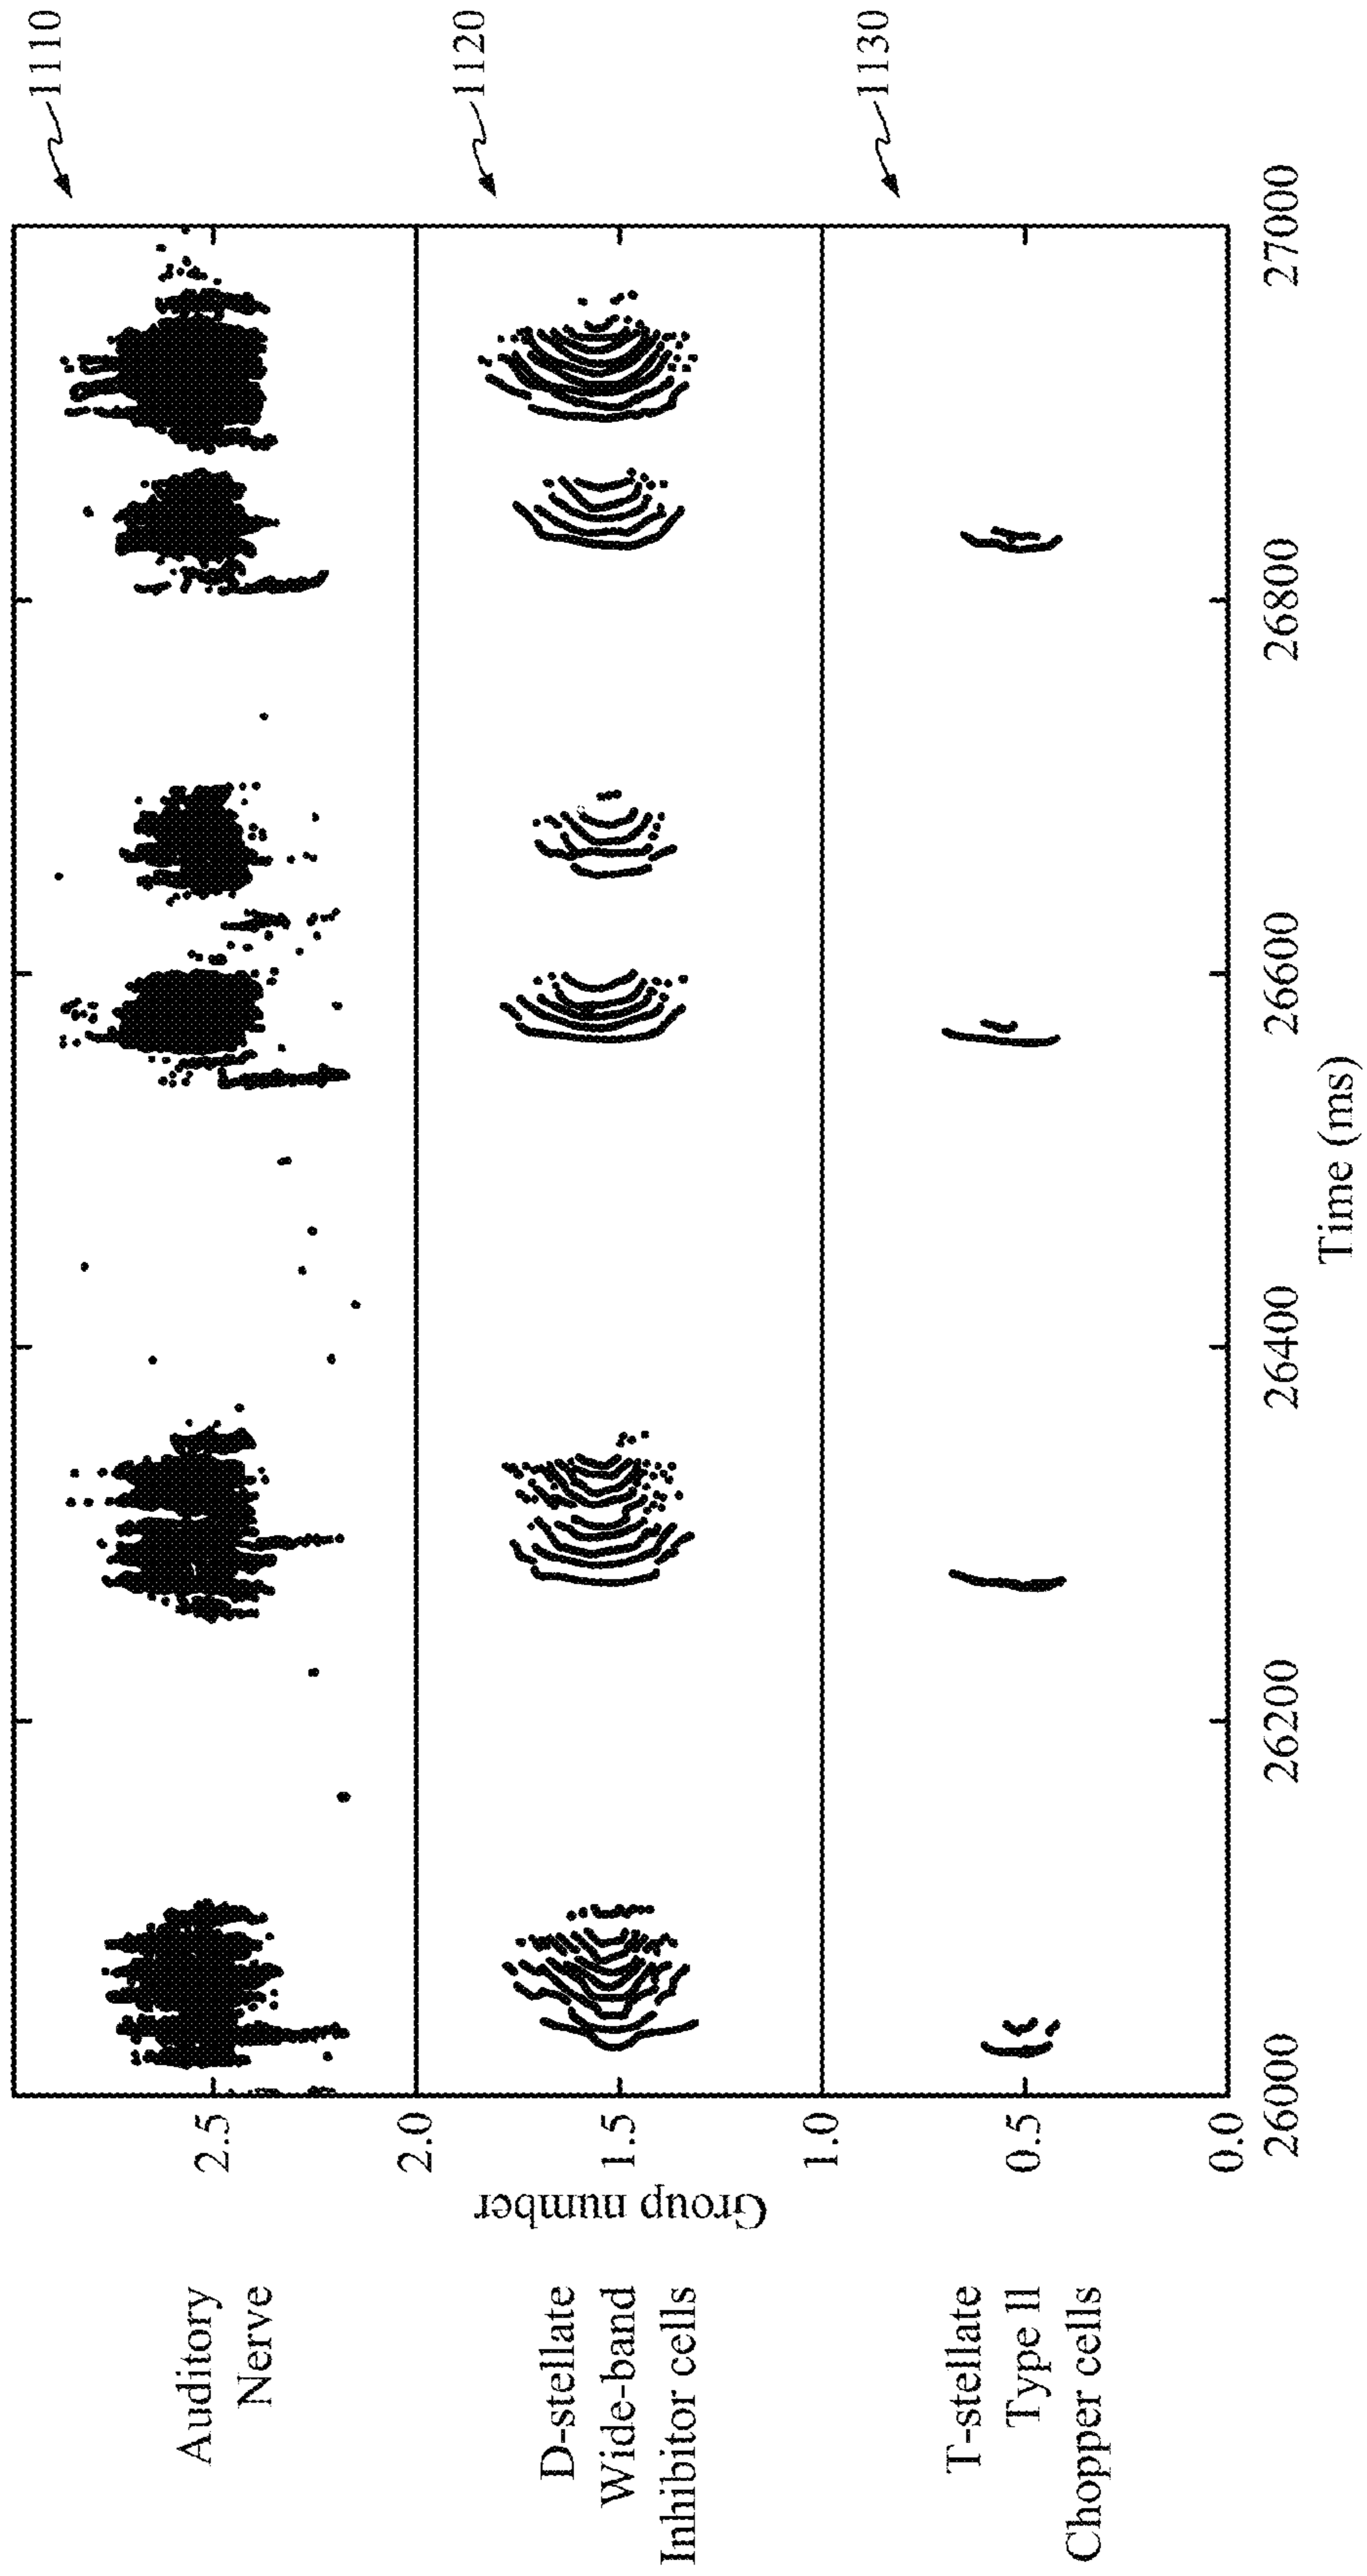 1110
1120
1130
Auditory
Nerve
D-stellate
Wide-band
Inhibitor cells
T-stellate
Type II
Chopper cells
Group number
2.5
2.0
1.5
1.0
0.5
0.0
26000
26200
26400
26600
26800
27000
Time (ms)